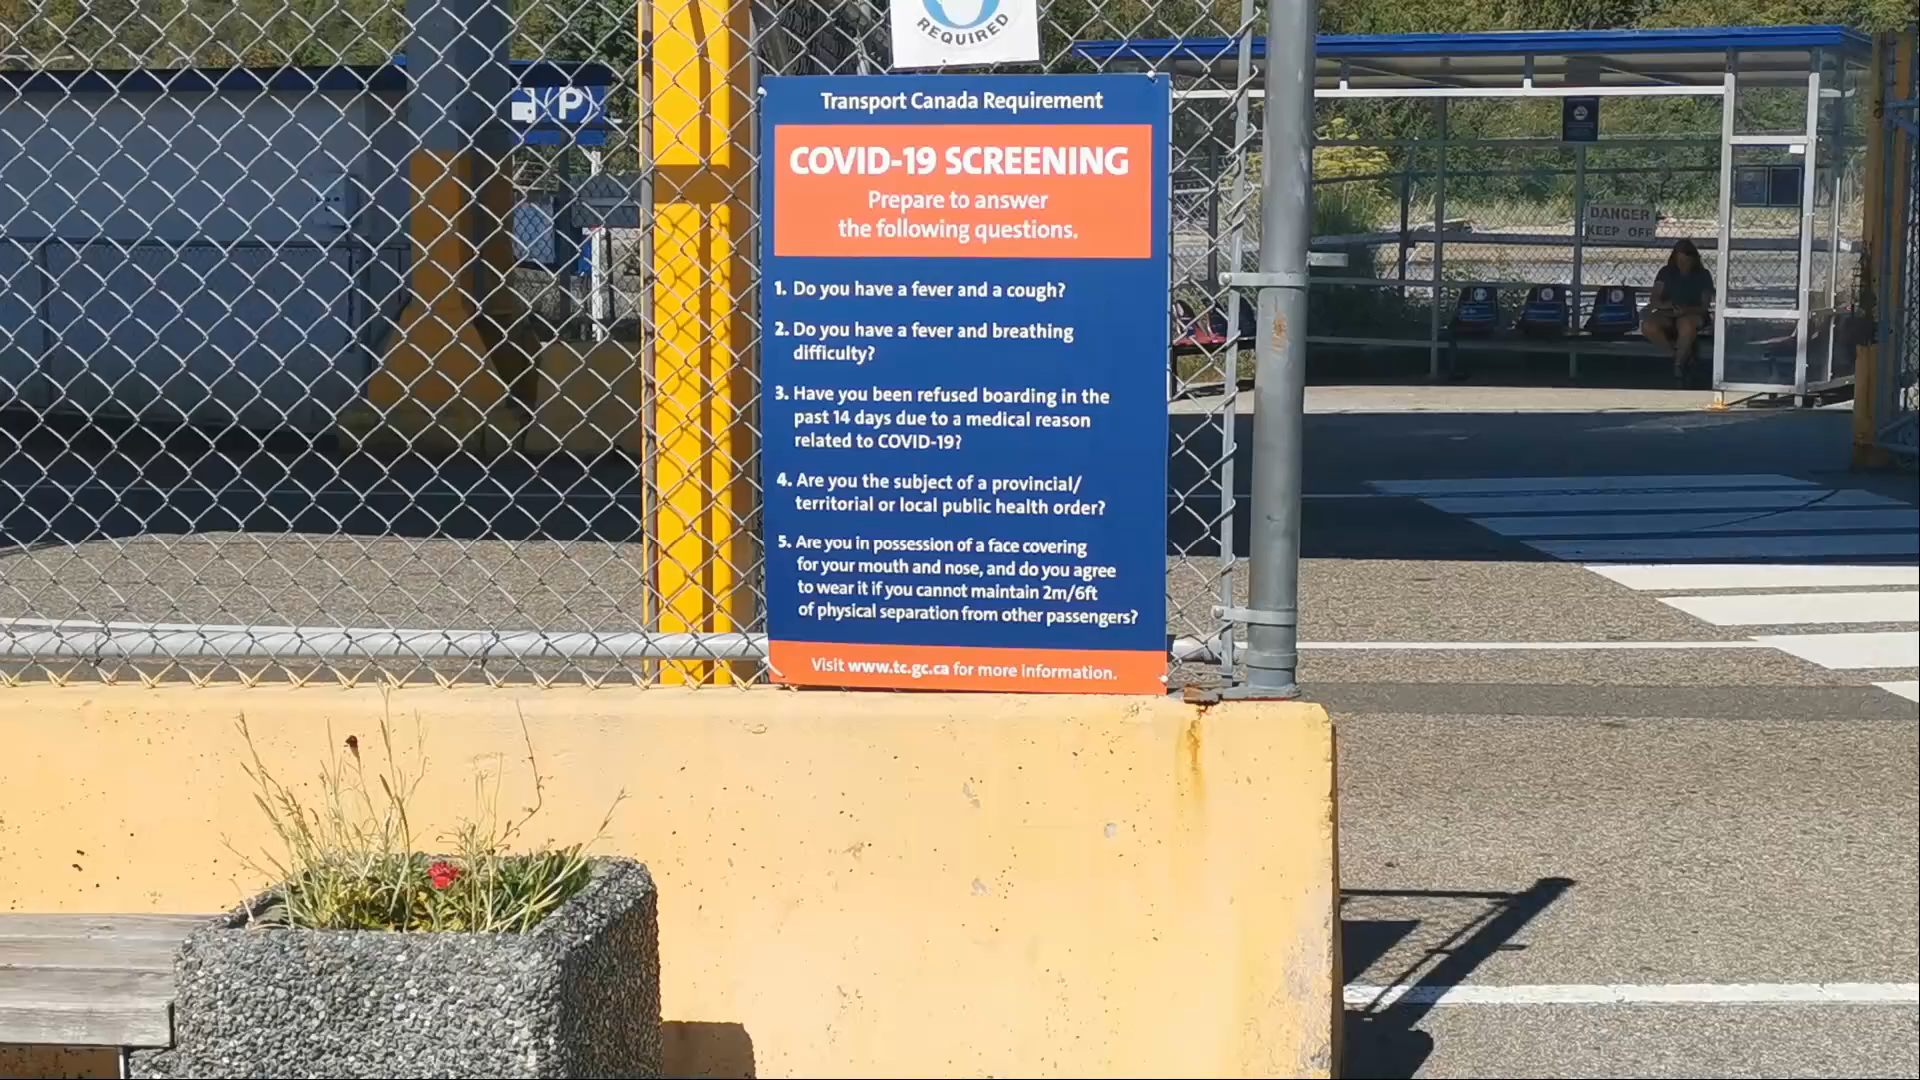 REQUIRED
Transport Canada Requirement
COVID-19 SCREENING
Prepare to answer
the following questions.
1. Do you have a fever and a cough?
2. Do you have a fever and breathing
difficulty?
3. Have you been refused boarding in the
past 14 days due to a medical reason
related to COVID-19?
4. Are you the subject of a provincial/
territorial or local public health order?
5. Are you in possession of a face covering
for your mouth and nose, and do you agree
to wear it if you cannot maintain 2m/6ft
of physical separation from other passengers?
Visit www.tc.gc.ca for more information.
P
DANGER
KEEP OFF